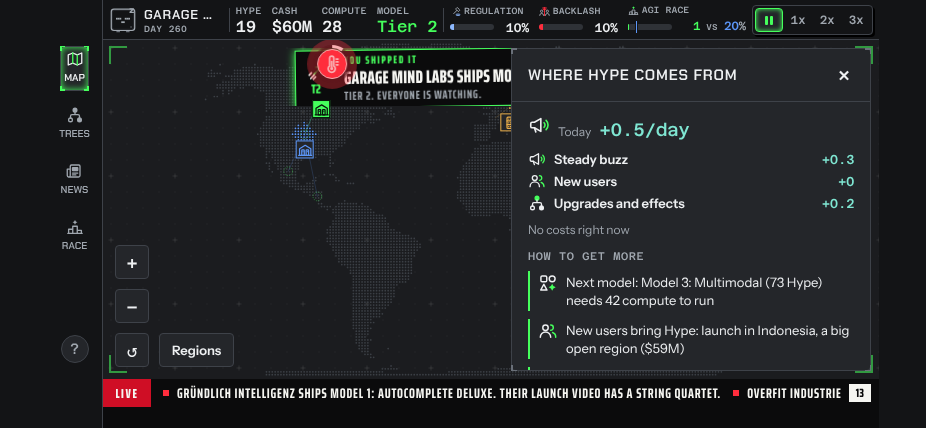 GARAGE ...
DAY 260
HYPE
19
CASH
$60M
COMPUTE
28
MODEL
Tier 2
REGULATION
10%
BACKLASH
10%
AGI RACE
1 vs 20%
1x
2x
3x
MAP
TREES
NEWS
RACE
?
YOU SHIPPED IT
T2
GARAGE MIND LABS SHIPS MO
TIER 2. EVERYONE IS WATCHING.
+
−
↺
Regions
WHERE HYPE COMES FROM
×
Today +0.5/day
Steady buzz +0.3
New users +0
Upgrades and effects +0.2
No costs right now
HOW TO GET MORE
Next model: Model 3: Multimodal (73 Hype)
needs 42 compute to run
New users bring Hype: launch in Indonesia, a big
open region ($59M)
LIVE
GRÜNDLICH INTELLIGENZ SHIPS MODEL 1: AUTOCOMPLETE DELUXE. THEIR LAUNCH VIDEO HAS A STRING QUARTET.
OVERFIT INDUSTRIE
13